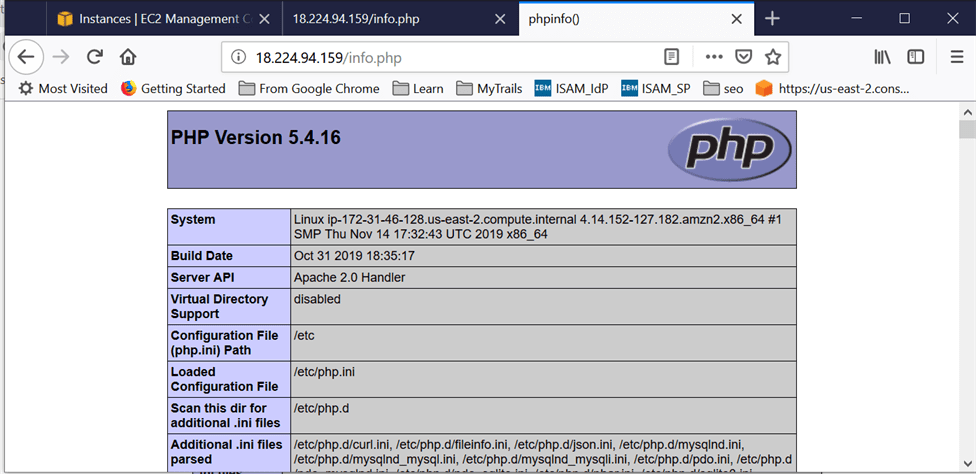 Instances | EC2 Management C
18.224.94.159/info.php
phpinfo()
18.224.94.159/info.php
Most Visited
Getting Started
From Google Chrome
Learn
MyTrails
IBM
ISAM_IdP
IBM
ISAM_SP
seo
https://us-east-2.cons...
PHP Version 5.4.16
php
System
Linux ip-172-31-46-128.us-east-2.compute.internal 4.14.152-127.182.amzn2.x86_64 #1
SMP Thu Nov 14 17:32:43 UTC 2019 x86_64
Build Date
Oct 31 2019 18:35:17
Server API
Apache 2.0 Handler
Virtual Directory
Support
disabled
Configuration File
(php.ini) Path
/etc
Loaded
Configuration File
/etc/php.ini
Scan this dir for
additional .ini files
/etc/php.d
Additional .ini files
parsed
/etc/php.d/curl.ini, /etc/php.d/fileinfo.ini, /etc/php.d/json.ini, /etc/php.d/mysqlnd.ini,
/etc/php.d/mysqlnd_mysql.ini, /etc/php.d/mysqlnd_mysqli.ini, /etc/php.d/pdo.ini, /etc/php.d